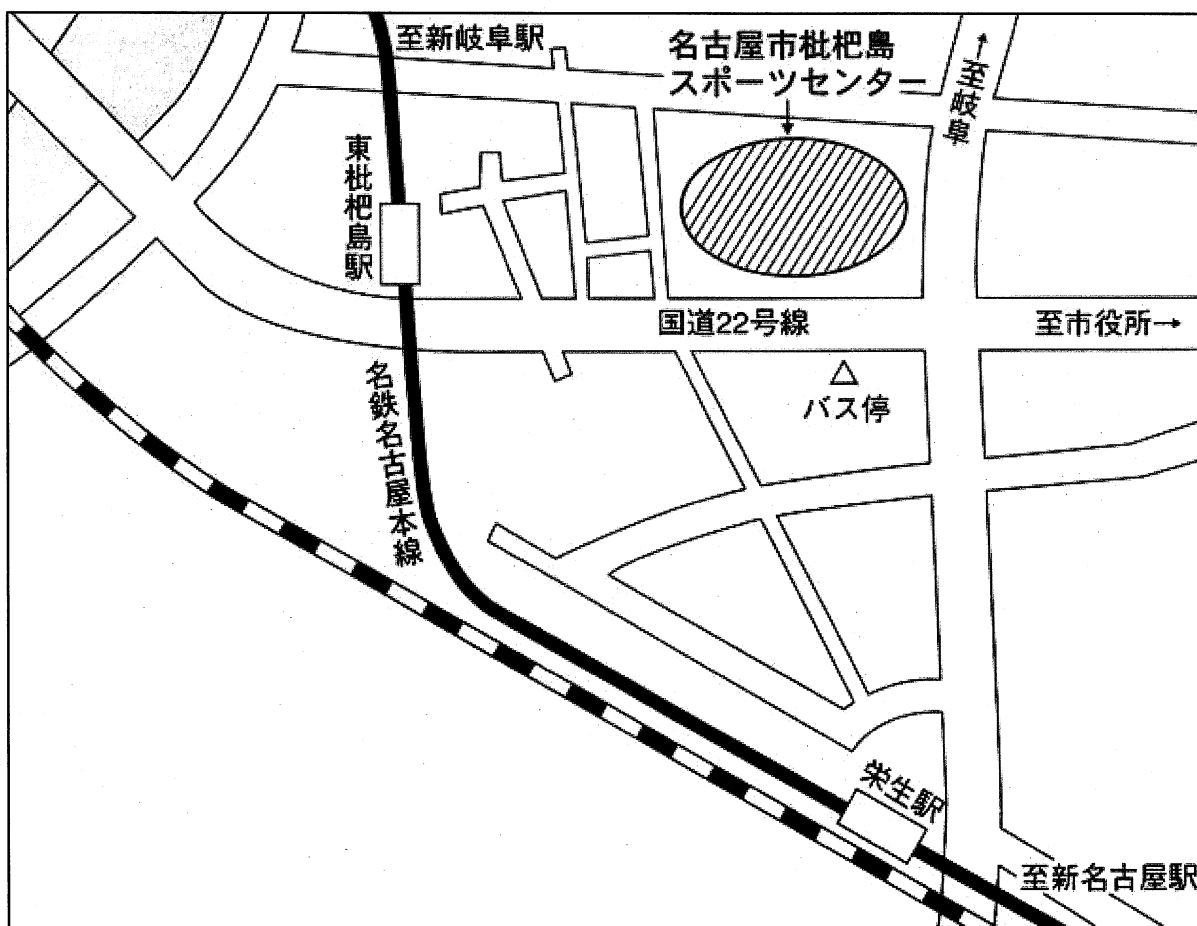 至新岐阜駅
名古屋市枇杷島
スポーツセンター
↑至岐阜
東枇杷島駅
国道22号線
至市役所→
バス停
名鉄名古屋本線
栄生駅
至新名古屋駅